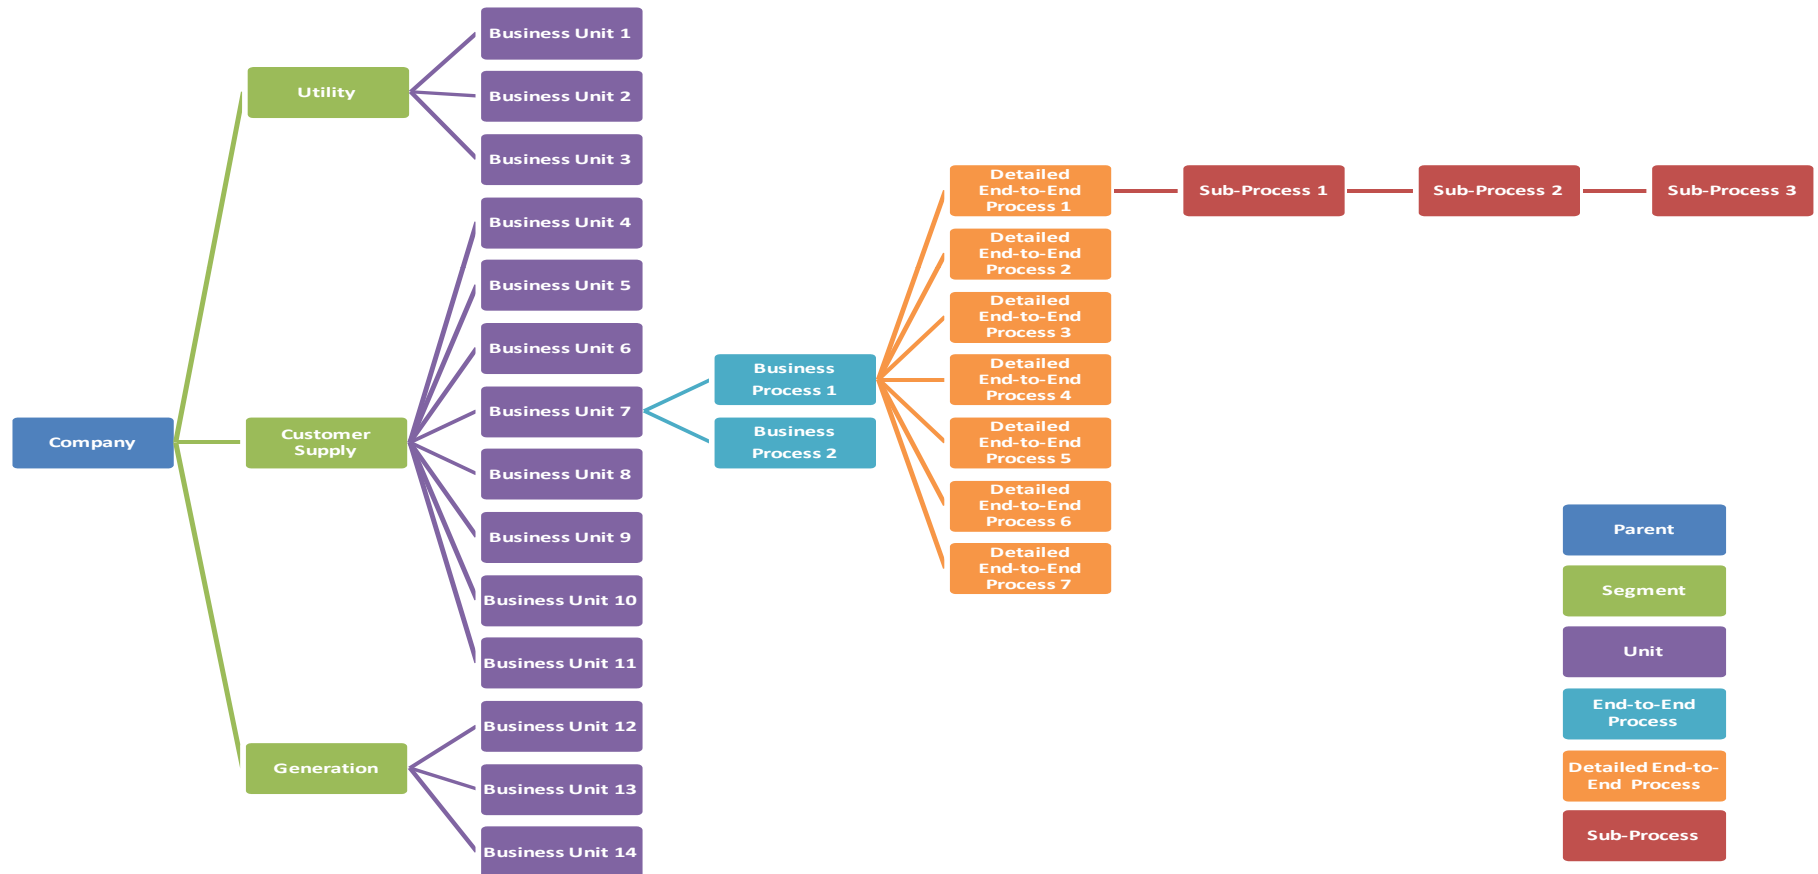 Company
Utility
Customer
Supply
Generation
Business Unit 1
Business Unit 2
Business Unit 3
Business Unit 4
Business Unit 5
Business Unit 6
Business Unit 7
Business Unit 8
Business Unit 9
Business Unit 10
Business Unit 11
Business Unit 12
Business Unit 13
Business Unit 14
Business
Process 1
Business
Process 2
Detailed
End-to-End
Process 1
Detailed
End-to-End
Process 2
Detailed
End-to-End
Process 3
Detailed
End-to-End
Process 4
Detailed
End-to-End
Process 5
Detailed
End-to-End
Process 6
Detailed
End-to-End
Process 7
Sub-Process 1
Sub-Process 2
Sub-Process 3
Parent
Segment
Unit
End-to-End
Process
Detailed End-to-
End Process
Sub-Process